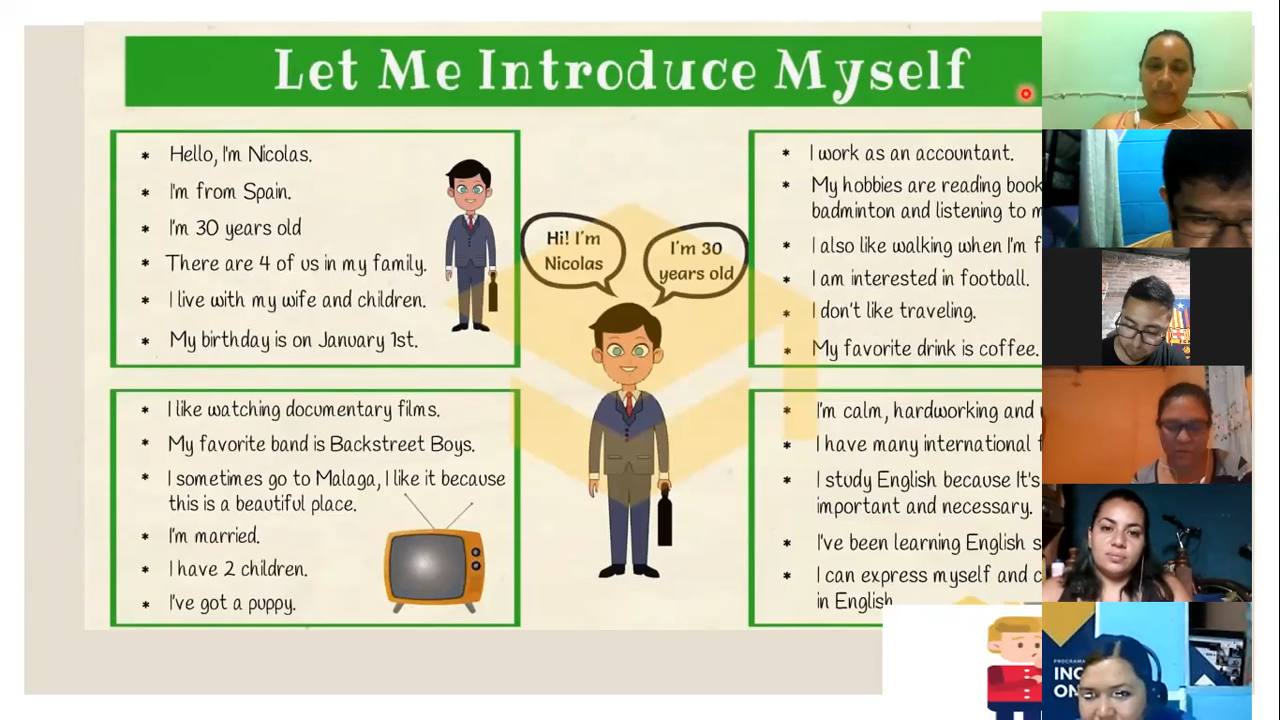 Let Me Introduce Myself
* Hello, I'm Nicolas.
* I'm from Spain.
* I'm 30 years old
* There are 4 of us in my family.
* I live with my wife and children.
* My birthday is on January 1st.
Hi! I'm
Nicolas
I'm 30
years old
* I work as an accountant.
* My hobbies are reading book
badminton and listening to
* I also like walking when I'm
* I am interested in football.
* I don't like traveling.
* My favorite drink is coffee.
* I like watching documentary films.
* My favorite band is Backstreet Boys.
* I sometimes go to Malaga, I like it because
this is a beautiful place.
* I'm married.
* I have 2 children.
* I've got a puppy.
* I'm calm, hardworking and
* I have many international
* I study English because It's
important and necessary.
* I've been learning English
* I can express myself and
in English